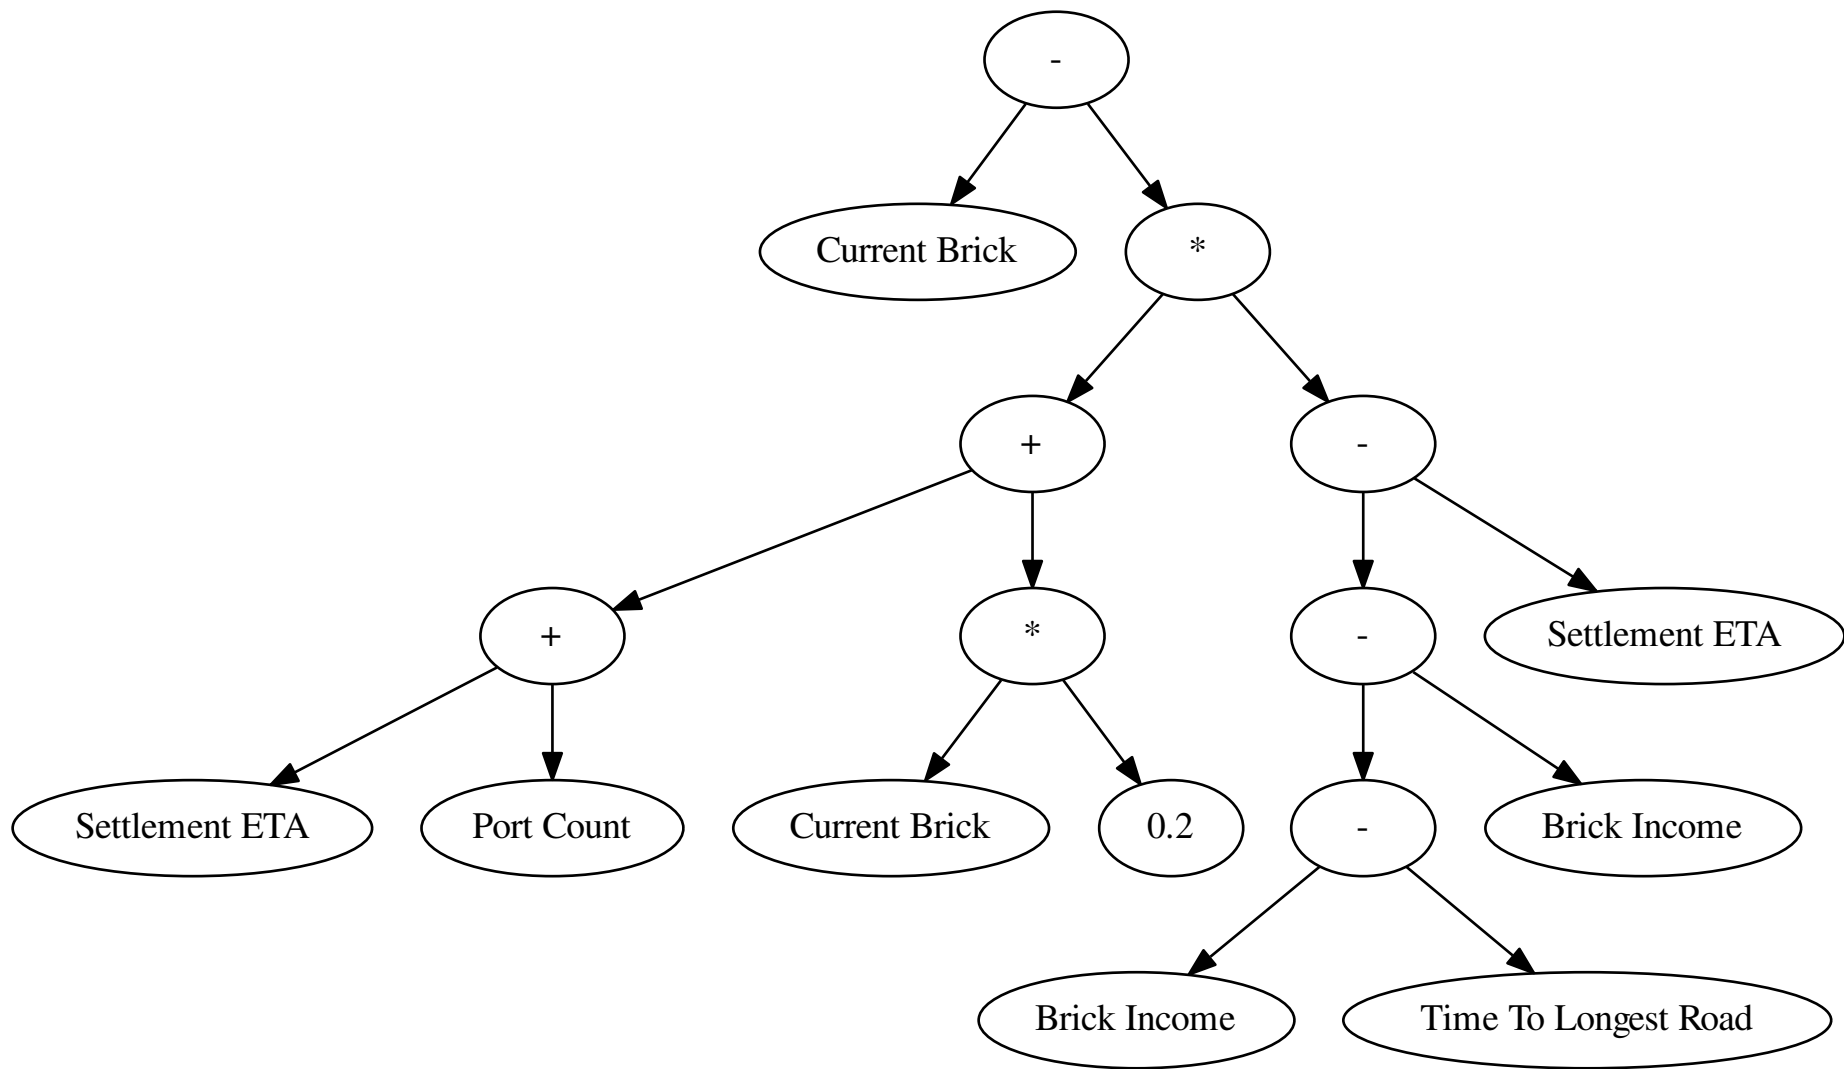 -
Current Brick
*
+
-
+
*
-
Settlement ETA
Settlement ETA
Port Count
Current Brick
0.2
-
Brick Income
Brick Income
Time To Longest Road